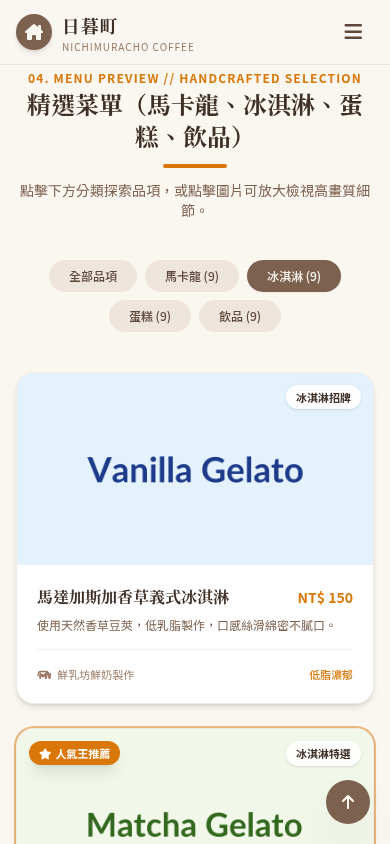 日暮町
NICHIMURACHO COFFEE
04. MENU PREVIEW // HANDCRAFTED SELECTION
精選菜單（馬卡龍、冰淇淋、蛋
糕、飲品）
點擊下方分類探索品項，或點擊圖片可放大檢視高畫質細
節。
全部品項
馬卡龍 (9)
冰淇淋 (9)
蛋糕 (9)
飲品 (9)
冰淇淋招牌
Vanilla Gelato
馬達加斯加香草義式冰淇淋
NT$ 150
使用天然香草豆莢，低乳脂製作，口感絲滑綿密不膩口。
鮮乳坊鮮奶製作
低脂濃郁
人氣王推薦
冰淇淋特選
Matcha Gelato